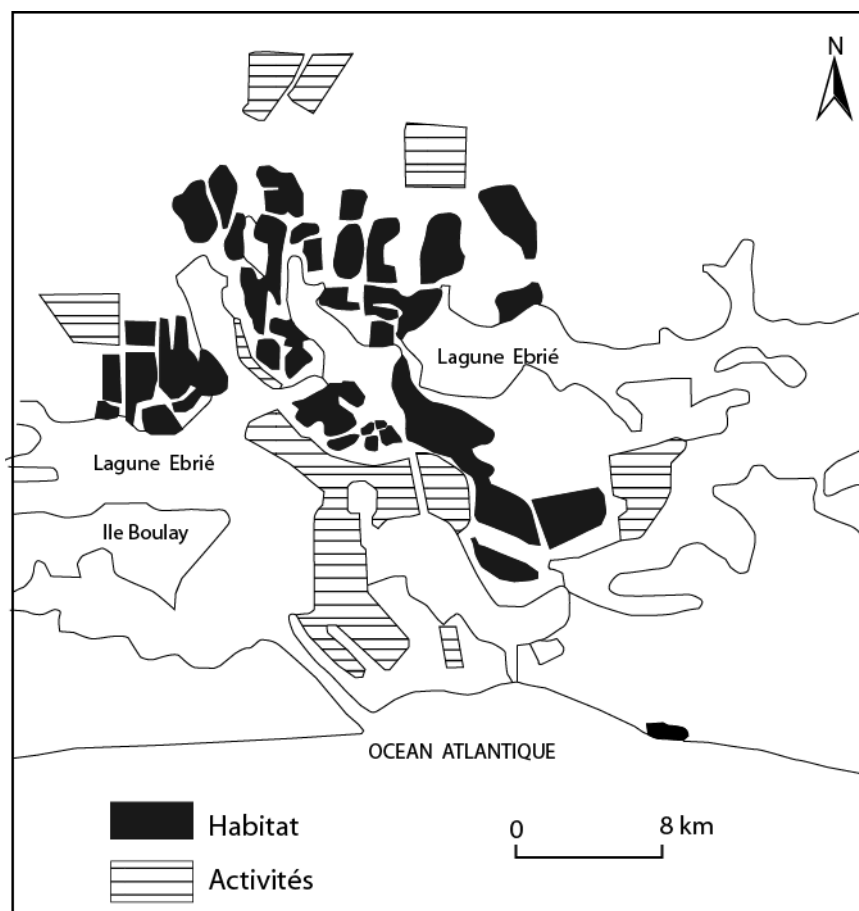 N
Lagune Ebrié
Lagune Ebrié
Ile Boulay
OCEAN ATLANTIQUE
Habitat
0 8 km
Activités